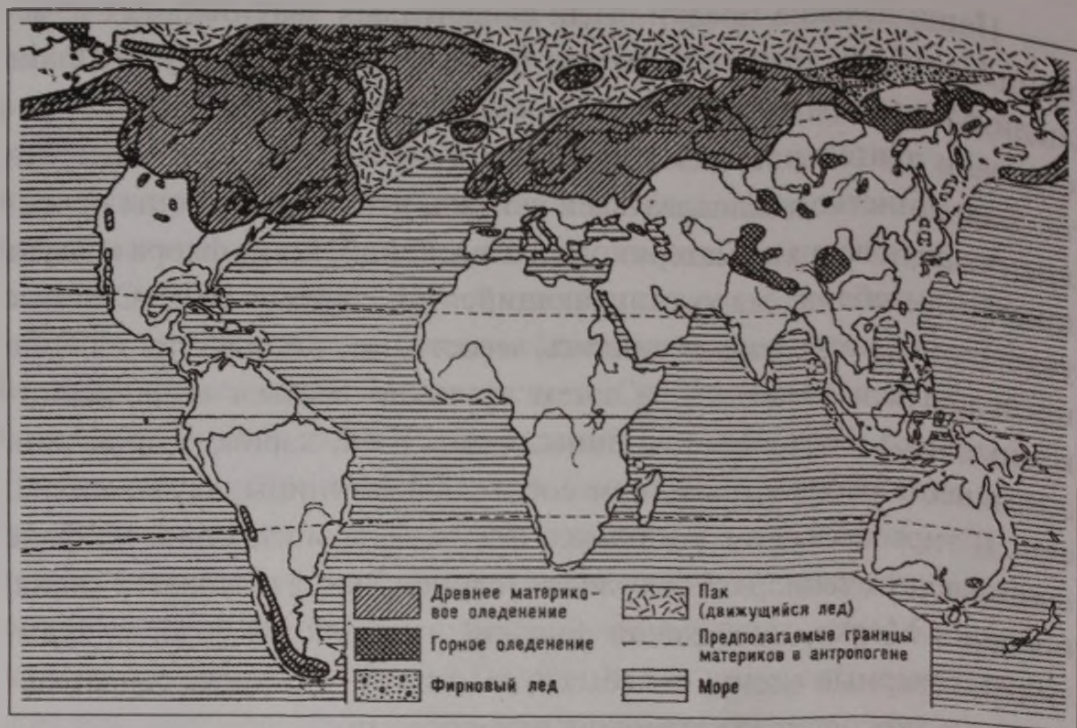 Древнее материко-
вое оледенение
Горное оледенение
Фирновый лед
Пак
(движущийся лед)
Предполагаемые границы
материков в антропогене
Море